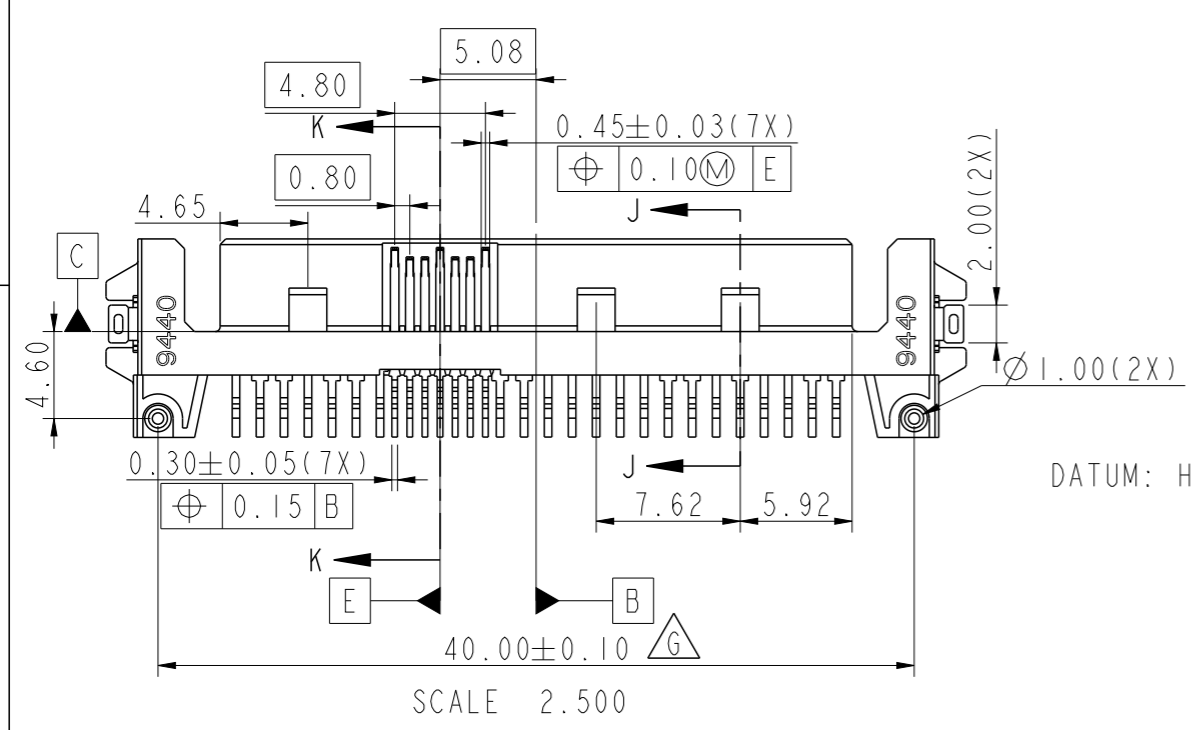 5.08
4.80
K
0.45±0.03(7X)
⌖ 0.10Ⓜ E
0.80
4.65
J
2.00(2X)
C
9440
9440
4.60
Ø1.00(2X)
0.30±0.05(7X)
⌖ 0.15 B
J
DATUM: H
7.62
5.92
K
E
B
40.00±0.10 G
SCALE 2.500